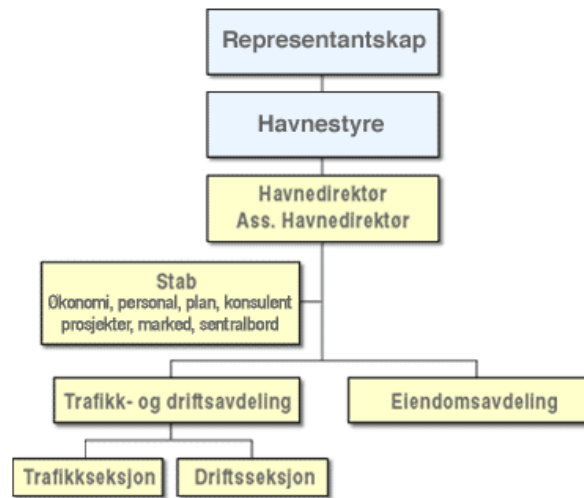 Representantskap
Havnestyre
Havnedirektør
Ass. Havnedirektør
Stab
Økonomi, personal, plan, konsulent
prosjekter, marked, sentralbord
Trafikk- og driftsavdeling
Eiendomsavdeling
Trafikkseksjon
Driftsseksjon